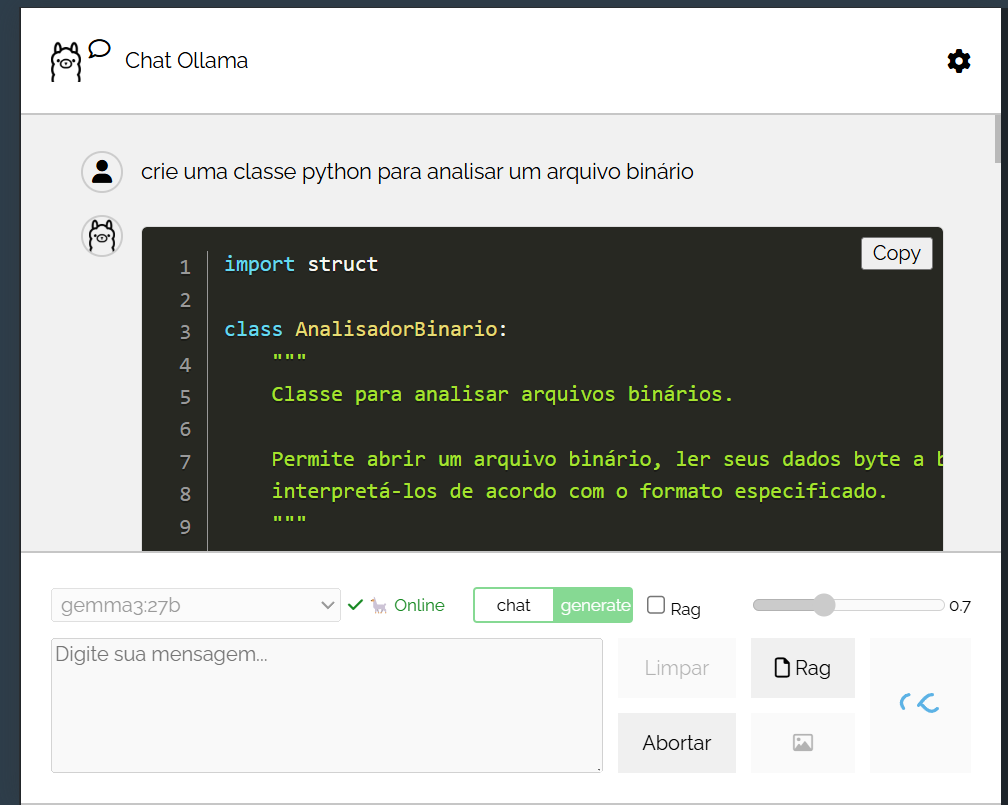 Chat Ollama
crie uma classe python para analisar um arquivo binário
Copy
1 import struct
2
3 class AnalisadorBinario:
4 """
5 Classe para analisar arquivos binários.
6
7 Permite abrir um arquivo binário, ler seus dados byte a b
8 interpretá-los de acordo com o formato especificado.
9 """
gemma3:27b Online chat generate Rag 0.7
Digite sua mensagem...
Limpar Rag
Abortar